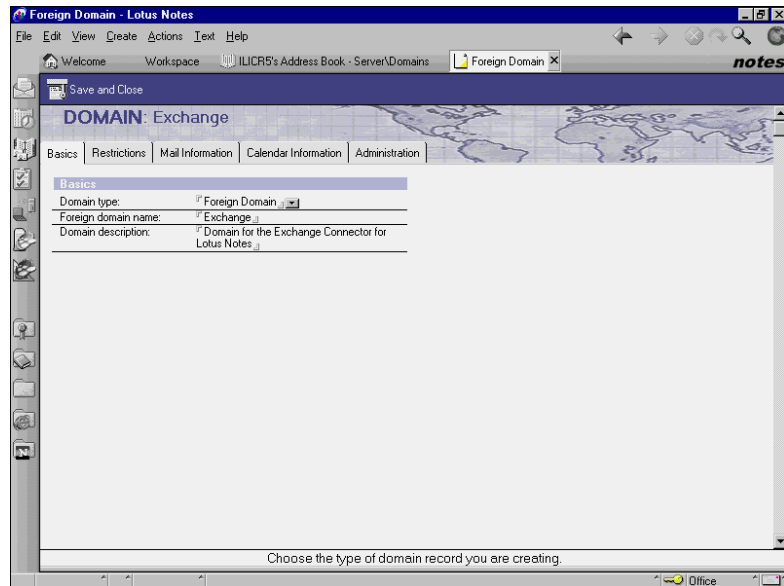 Foreign Domain - Lotus Notes
File Edit View Create Actions Text Help
Welcome Workspace ILICR5's Address Book - Server\Domains Foreign Domain notes
Save and Close
DOMAIN: Exchange
Basics Restrictions Mail Information Calendar Information Administration
Basics
Domain type: Foreign Domain
Foreign domain name: Exchange
Domain description: Domain for the Exchange Connector for
Lotus Notes
Choose the type of domain record you are creating.
Office